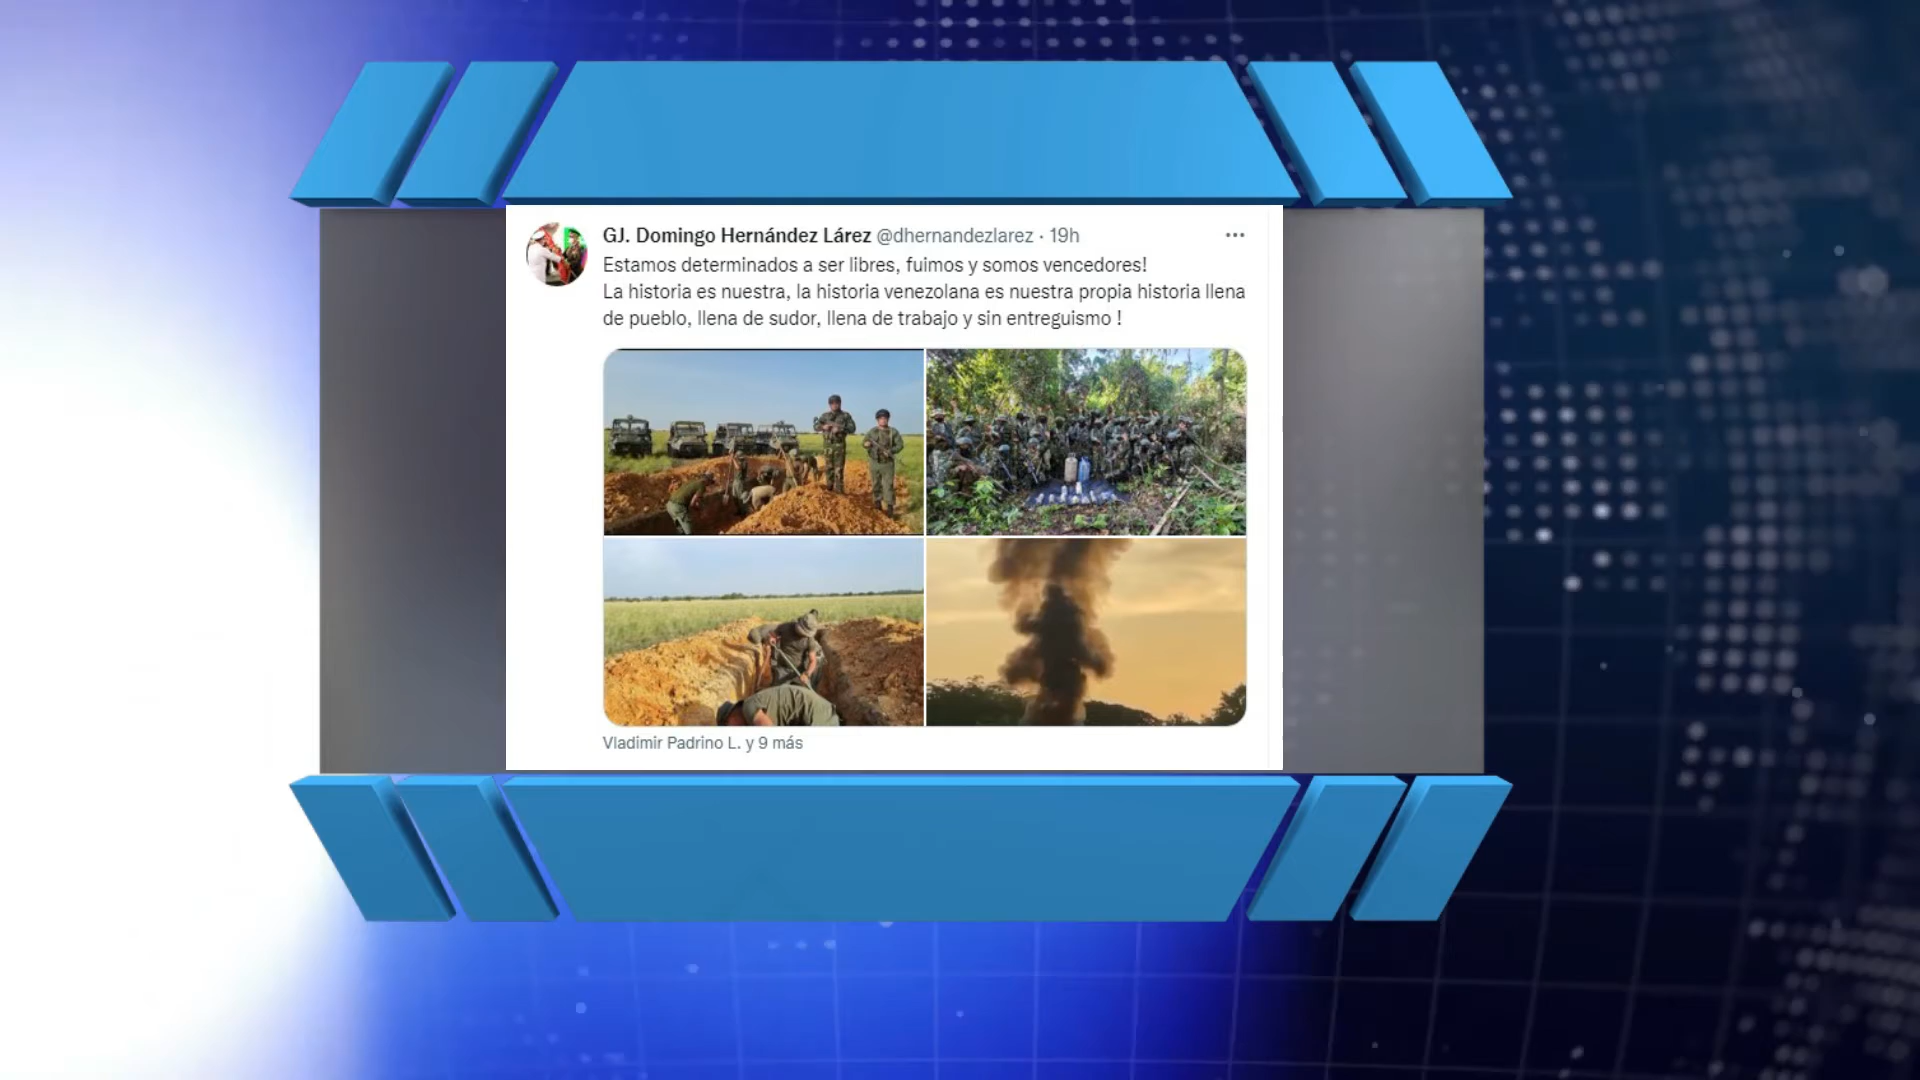 GJ. Domingo Hernández Lárez @dhernandezlarez · 19h
Estamos determinados a ser libres, fuimos y somos vencedores!
La historia es nuestra, la historia venezolana es nuestra propia historia llena
de pueblo, llena de sudor, llena de trabajo y sin entreguismo !
Vladimir Padrino L. y 9 más